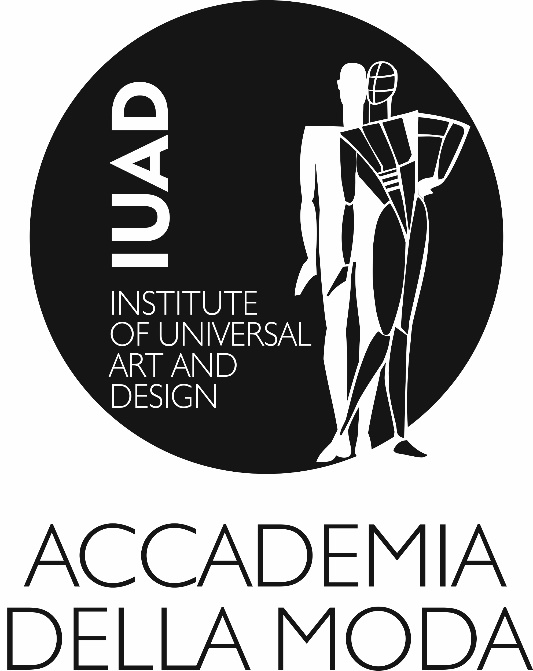 IUAD
INSTITUTE
OF UNIVERSAL
ART AND
DESIGN
ACCADEMIA
DELLA MODA